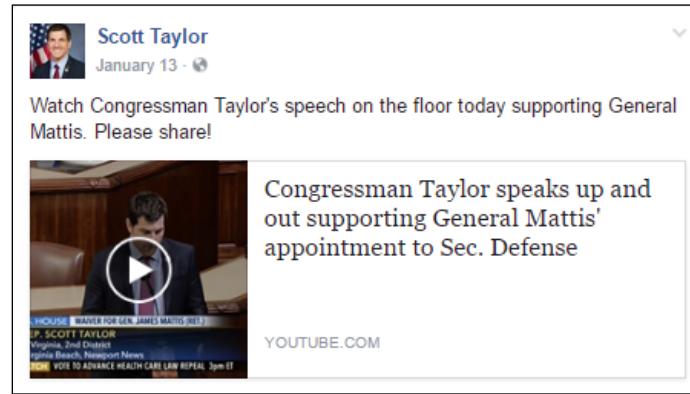 Scott Taylor
January 13
Watch Congressman Taylor's speech on the floor today supporting General
Mattis. Please share!
Congressman Taylor speaks up and
out supporting General Mattis'
appointment to Sec. Defense
YOUTUBE.COM
HOUSE WAIVER FOR GEN. JAMES MATTIS (RET.)
EP. SCOTT TAYLOR
Virginia, 2nd District
rginia Beach, Newport News
TCH VOTE TO ADVANCE HEALTH CARE LAW REPEAL 3pm ET